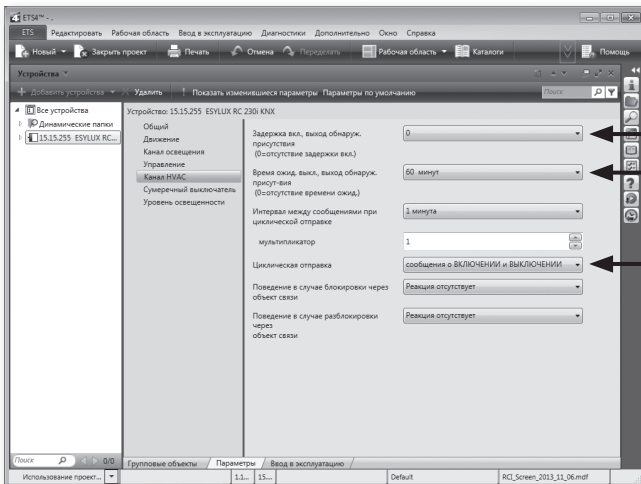 ETS4™ - .
ETS Редактировать Рабочая область Ввод в эксплуатацию Диагностики Дополнительно Окно Справка
Новый Закрыть проект Печать Отмена Переделать Рабочая область Каталоги Помощь
Устройства
Добавить устройства Удалить ! Показать изменившиеся параметры Параметры по умолчанию Поиск
Все устройства
Динамические папки
15.15.255 ESYLUX RC...
Устройство: 15.15.255 ESYLUX RC 230i KNX
Общий
Движение
Канал освещения
Управление
Канал HVAC
Сумеречный выключатель
Уровень освещенности
Задержка вкл., выход обнаруж.
присутствия
(0=отсутствие задержки вкл.)
0
Время ожид. выкл., выход обнаруж.
присут-вия
(0=отсутствие времени ожид.)
60 минут
Интервал между сообщениями при
циклической отправке
1 минута
мультипликатор
1
Циклическая отправка
сообщения о ВКЛЮЧЕНИИ и ВЫКЛЮЧЕНИИ
Поведение в случае блокировки через
объект связи
Реакция отсутствует
Поведение в случае разблокировки
через
объект связи
Реакция отсутствует
Поиск 0/0
Групповые объекты Параметры Ввод в эксплуатацию
Использование проект... 1.1... 15... Default RCI_Screen_2013_11_06.mdf